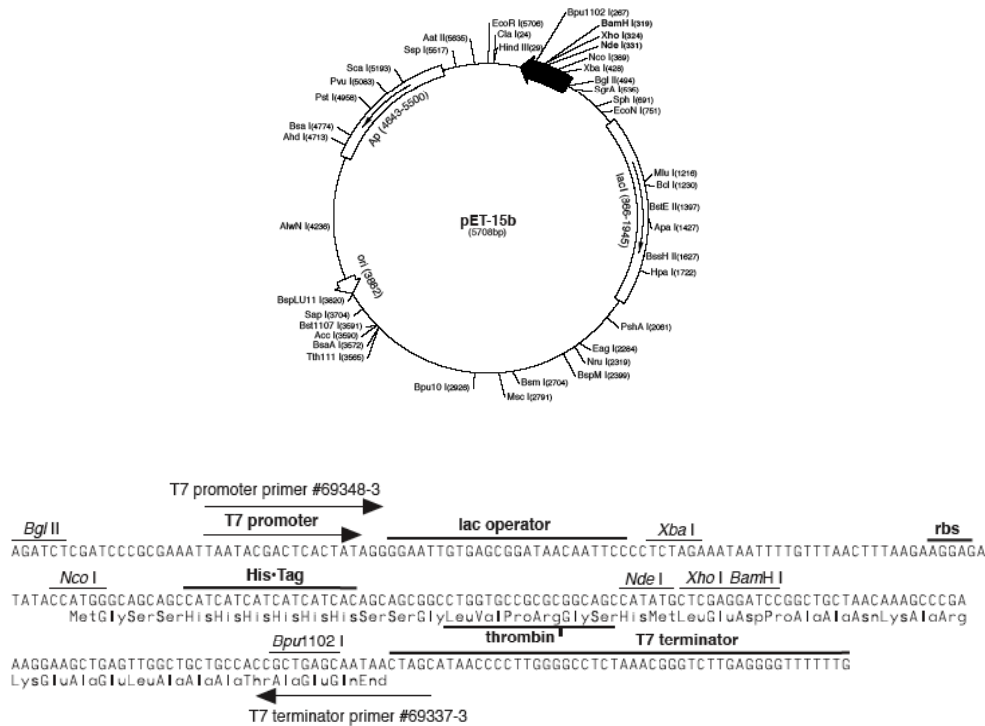 EcoR I(5706)
Cla I(24)
Hind III(29)
Bpu1102 I(267)
BamH I(319)
Xho I(324)
Nde I(331)
Nco I(389)
Xba I(428)
Bgl II(494)
SgrA I(536)
Sph I(691)
EcoN I(751)
Mlu I(1216)
Bcl I(1230)
BstE II(1397)
Apa I(1427)
BssH II(1627)
Hpa I(1722)
PshA I(2061)
Eag I(2284)
Nru I(2319)
BspM I(2399)
Bsm I(2704)
Msc I(2791)
Bpu10 I(2926)
Tth111 I(3565)
BsaA I(3572)
Acc I(3590)
Bst1107 I(3591)
Sap I(3704)
BspLU11 I(3820)
AlwN I(4236)
Ahd I(4713)
Bsa I(4774)
Pst I(4958)
Pvu I(5083)
Sca I(5193)
Ssp I(5517)
Aat II(5635)
Ap (4643-5500)
lacI (866-1945)
ori (3882)
pET-15b
(5708bp)
T7 promoter primer #69348-3
Bgl II T7 promoter lac operator Xba I rbs
AGATCTCGATCCCGCGAAATTAATACGACTCACTATAGGGGAATTGTGAGCGGATAACAATTCCCCTCTAGAAATAATTTTGTTTAACTTTAAGAAGGAGA
Nco I His•Tag Nde I Xho I BamH I
TATACCATGGGCAGCAGCCATCATCATCATCATCACAGCAGCGGCCTGGTGCCGCGCGGCAGCCATATGCTCGAGGATCCGGCTGCTAACAAAGCCCGA
MetGlySerSerHisHisHisHisHisHisSerSerGlyLeuValProArgGlySerHisMetLeuGluAspProAlaAlaAsnLysAlaArg
Bpu1102 I thrombin T7 terminator
AAGGAAGCTGAGTTGGCTGCTGCCACCGCTGAGCAATAACTAGCATAACCCCTTGGGGCCTCTAAACGGGTCTTGAGGGGTTTTTTG
LysGluAlaGluLeuAlaAlaAlaThrAlaGluGlnEnd
T7 terminator primer #69337-3